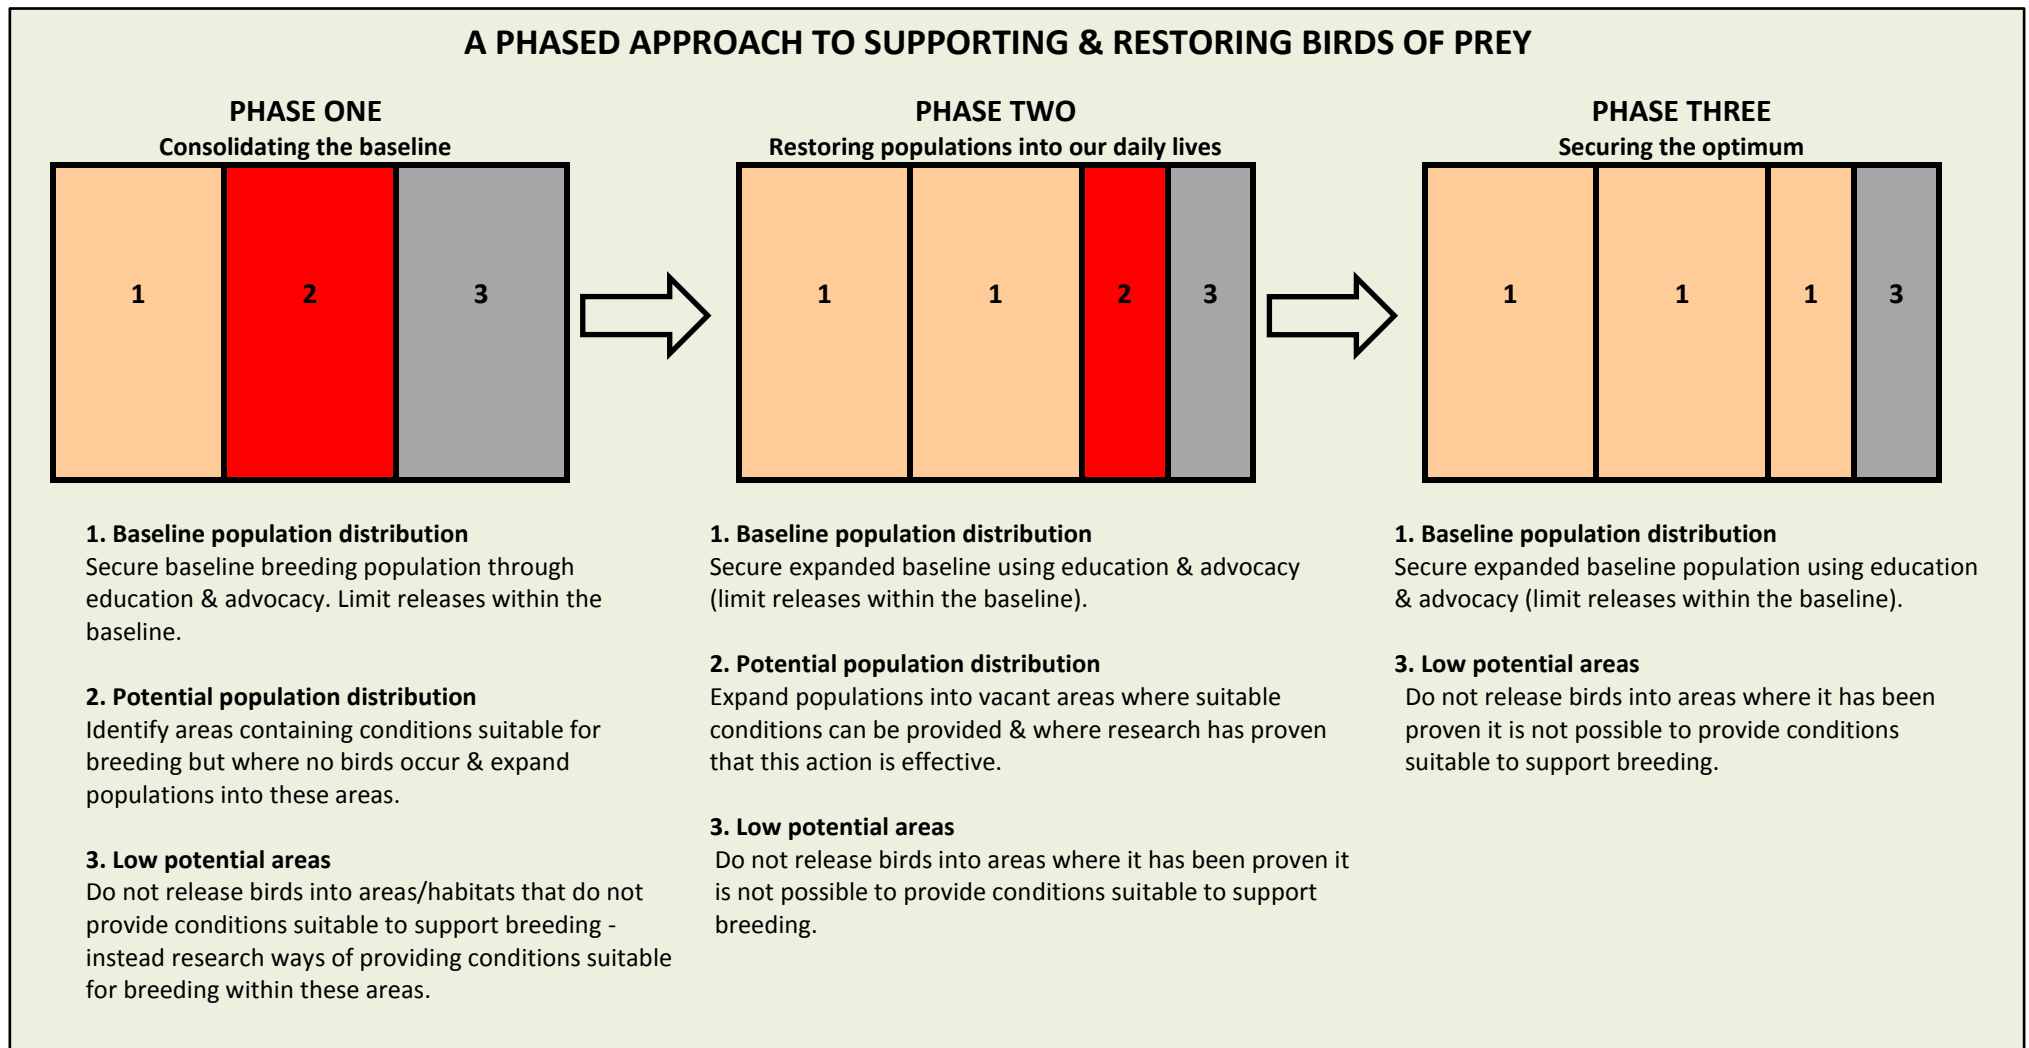 A PHASED APPROACH TO SUPPORTING & RESTORING BIRDS OF PREY
PHASE ONE
Consolidating the baseline
1
2
3
1. Baseline population distribution
Secure baseline breeding population through
education & advocacy. Limit releases within the
baseline.
2. Potential population distribution
Identify areas containing conditions suitable for
breeding but where no birds occur & expand
populations into these areas.
3. Low potential areas
Do not release birds into areas/habitats that do not
provide conditions suitable to support breeding -
instead research ways of providing conditions suitable
for breeding within these areas.
PHASE TWO
Restoring populations into our daily lives
1
1
2
3
1. Baseline population distribution
Secure expanded baseline using education & advocacy
(limit releases within the baseline).
2. Potential population distribution
Expand populations into vacant areas where suitable
conditions can be provided & where research has proven
that this action is effective.
3. Low potential areas
Do not release birds into areas where it has been proven it
is not possible to provide conditions suitable to support
breeding.
PHASE THREE
Securing the optimum
1
1
1
3
1. Baseline population distribution
Secure expanded baseline population using education
& advocacy (limit releases within the baseline).
3. Low potential areas
Do not release birds into areas where it has been
proven it is not possible to provide conditions
suitable to support breeding.